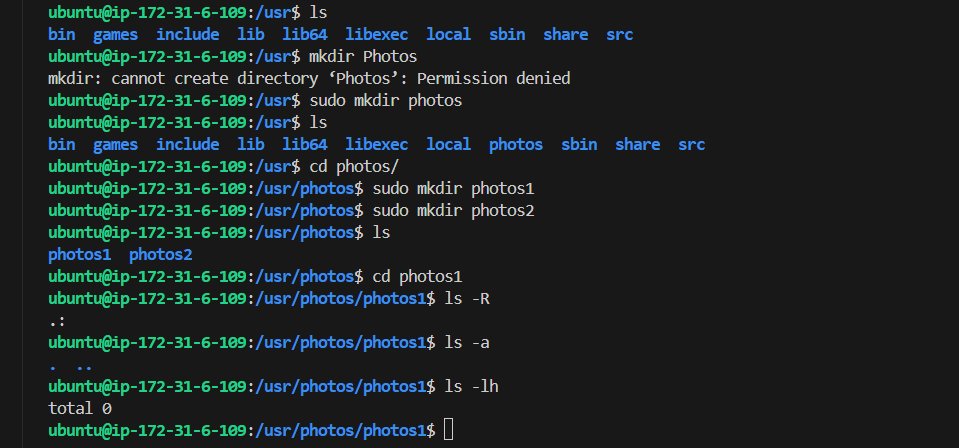 ubuntu@ip-172-31-6-109:/usr$ ls
bin  games  include  lib  lib64  libexec  local  sbin  share  src
ubuntu@ip-172-31-6-109:/usr$ mkdir Photos
mkdir: cannot create directory ‘Photos’: Permission denied
ubuntu@ip-172-31-6-109:/usr$ sudo mkdir photos
ubuntu@ip-172-31-6-109:/usr$ ls
bin  games  include  lib  lib64  libexec  local  photos  sbin  share  src
ubuntu@ip-172-31-6-109:/usr$ cd photos/
ubuntu@ip-172-31-6-109:/usr/photos$ sudo mkdir photos1
ubuntu@ip-172-31-6-109:/usr/photos$ sudo mkdir photos2
ubuntu@ip-172-31-6-109:/usr/photos$ ls
photos1  photos2
ubuntu@ip-172-31-6-109:/usr/photos$ cd photos1
ubuntu@ip-172-31-6-109:/usr/photos/photos1$ ls -R
.:
ubuntu@ip-172-31-6-109:/usr/photos/photos1$ ls -a
.  ..
ubuntu@ip-172-31-6-109:/usr/photos/photos1$ ls -lh
total 0
ubuntu@ip-172-31-6-109:/usr/photos/photos1$